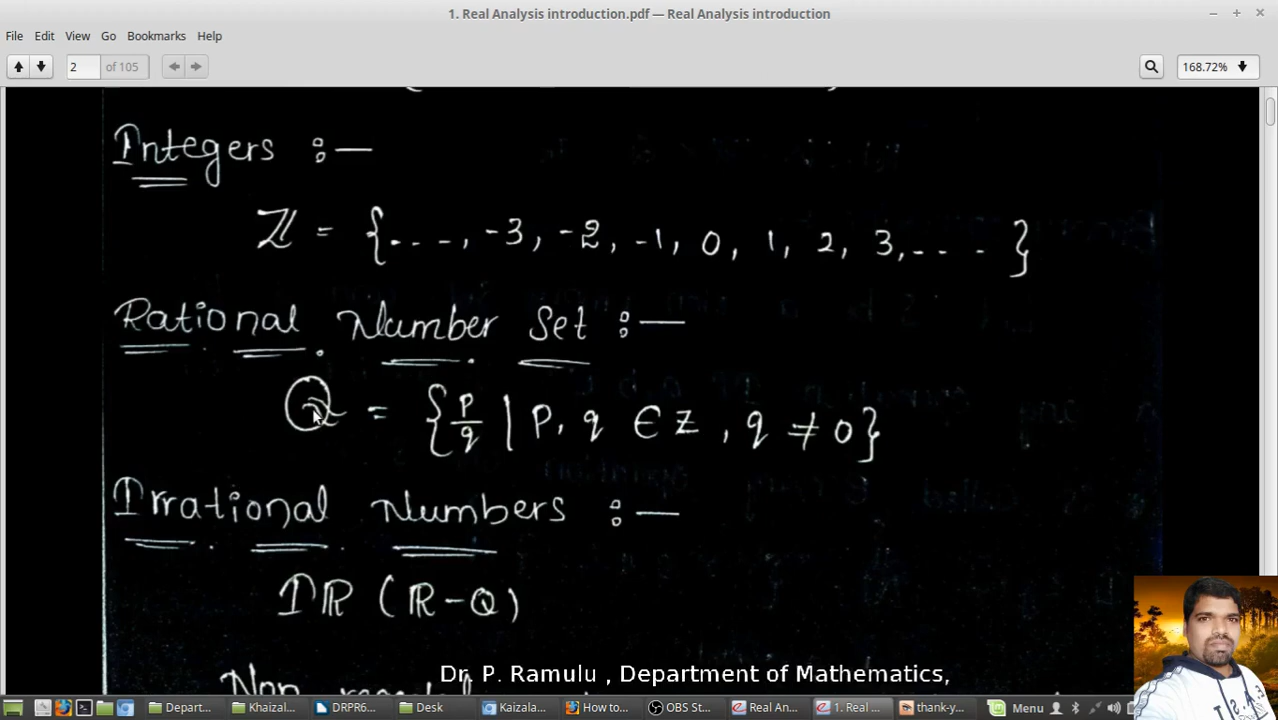 1. Real Analysis introduction.pdf — Real Analysis introduction
File Edit View Go Bookmarks Help
2 of 105 168.72%
Integers :—
ℤ = {..., -3, -2, -1, 0, 1, 2, 3, ....}
Rational Number Set :—
Q = {p/q | P, q ∈ z, q ≠ 0}
Irrational Numbers :—
IR (ℝ-Q)
Non
Dr. P. Ramulu , Department of Mathematics,
Depart... Khaizal... DRPR6... Desk Kaizala... How to... OBS St... Real An... 1. Real ... thank-y... Menu